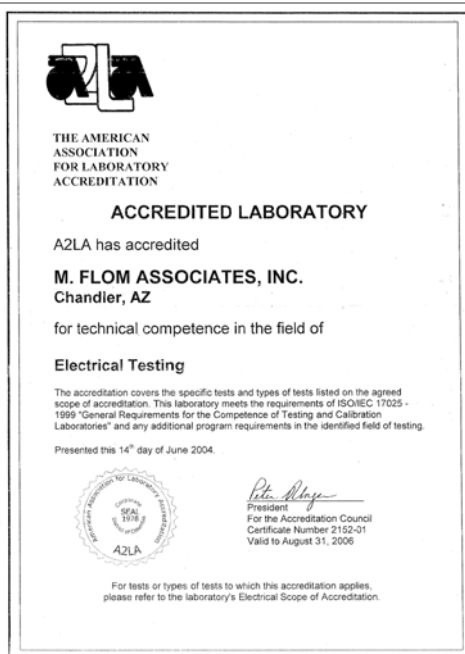 A2LA
THE AMERICAN
ASSOCIATION
FOR LABORATORY
ACCREDITATION
ACCREDITED LABORATORY
A2LA has accredited
M. FLOM ASSOCIATES, INC.
Chandler, AZ
for technical competence in the field of
Electrical Testing
The accreditation covers the specific tests and types of tests listed on the agreed
scope of accreditation. This laboratory meets the requirements of ISO/IEC 17025 -
1999 "General Requirements for the Competence of Testing and Calibration
Laboratories" and any additional program requirements in the identified field of testing.
Presented this 14th day of June 2004.
American Association for Laboratory Accreditation
Corporate
SEAL
1978
A2LA
Peter
President
For the Accreditation Council
Certificate Number 2152-01
Valid to August 31, 2006
For tests or types of tests to which this accreditation applies,
please refer to the laboratory's Electrical Scope of Accreditation.